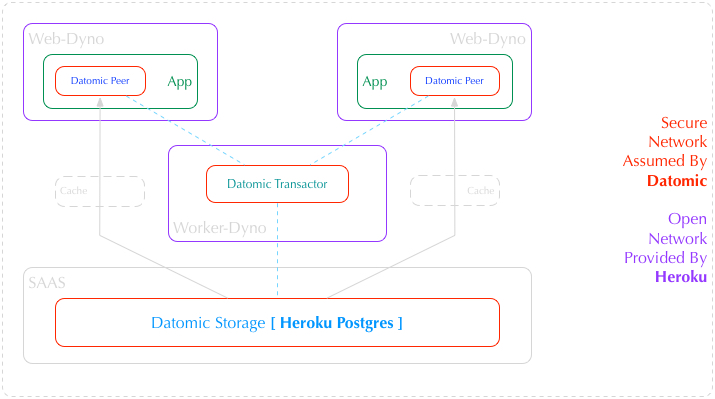 Web-Dyno
Datomic Peer
App
Web-Dyno
App
Datomic Peer
Secure
Network
Assumed By
Datomic
Cache
Datomic Transactor
Cache
Worker-Dyno
Open
Network
Provided By
Heroku
SAAS
Datomic Storage [ Heroku Postgres ]